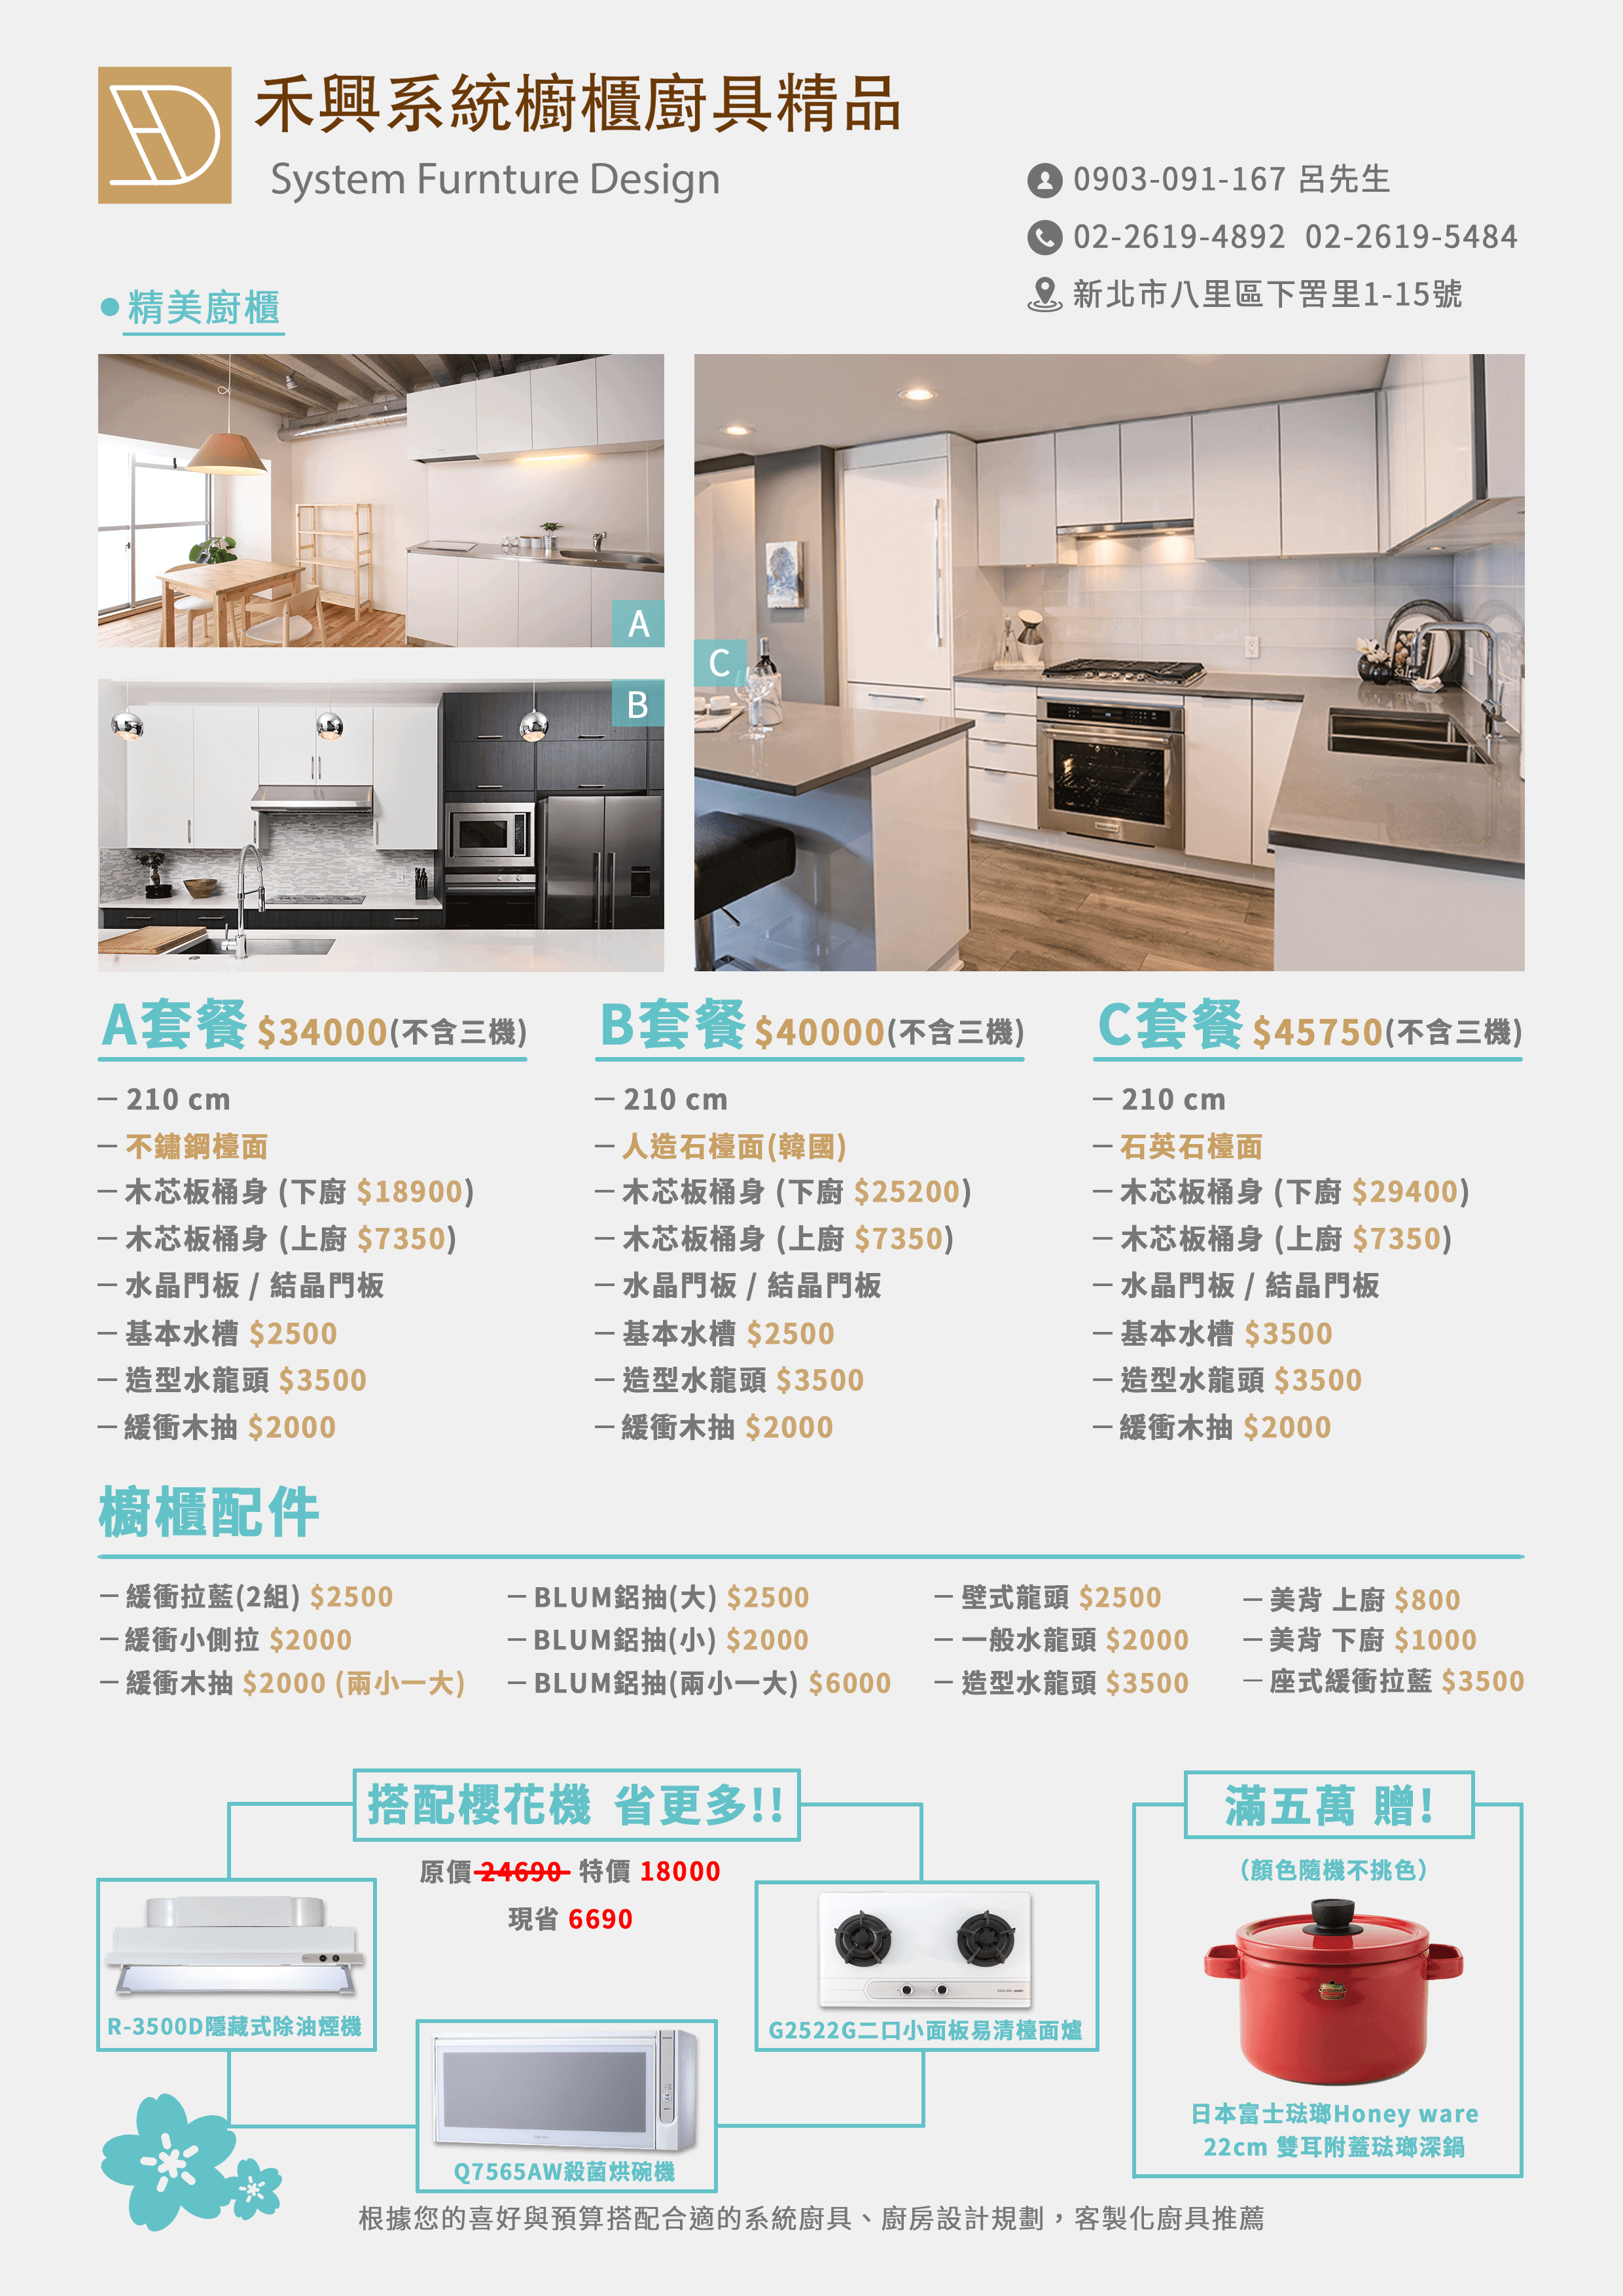 禾興系統櫥櫃廚具精品
System Furnture Design
0903-091-167 呂先生
02-2619-4892 02-2619-5484
新北市八里區下罟里1-15號
精美廚櫃
A
B
C
A套餐 $34000(不含三機)
210 cm
不鏽鋼檯面
木芯板桶身 (下廚 $18900)
木芯板桶身 (上廚 $7350)
水晶門板 / 結晶門板
基本水槽 $2500
造型水龍頭 $3500
緩衝木抽 $2000
B套餐 $40000(不含三機)
210 cm
人造石檯面(韓國)
木芯板桶身 (下廚 $25200)
木芯板桶身 (上廚 $7350)
水晶門板 / 結晶門板
基本水槽 $2500
造型水龍頭 $3500
緩衝木抽 $2000
C套餐 $45750(不含三機)
210 cm
石英石檯面
木芯板桶身 (下廚 $29400)
木芯板桶身 (上廚 $7350)
水晶門板 / 結晶門板
基本水槽 $3500
造型水龍頭 $3500
緩衝木抽 $2000
櫥櫃配件
緩衝拉藍(2組) $2500
緩衝小側拉 $2000
緩衝木抽 $2000 (兩小一大)
BLUM鋁抽(大) $2500
BLUM鋁抽(小) $2000
BLUM鋁抽(兩小一大) $6000
壁式龍頭 $2500
一般水龍頭 $2000
造型水龍頭 $3500
美背 上廚 $800
美背 下廚 $1000
座式緩衝拉藍 $3500
搭配櫻花機 省更多!!
原價 24690 特價 18000
現省 6690
R-3500D隱藏式除油煙機
G2522G二口小面板易清檯面爐
Q7565AW殺菌烘碗機
滿五萬 贈!
(顏色隨機不挑色)
日本富士琺瑯Honey ware
22cm 雙耳附蓋琺瑯深鍋
根據您的喜好與預算搭配合適的系統廚具、廚房設計規劃，客製化廚具推薦